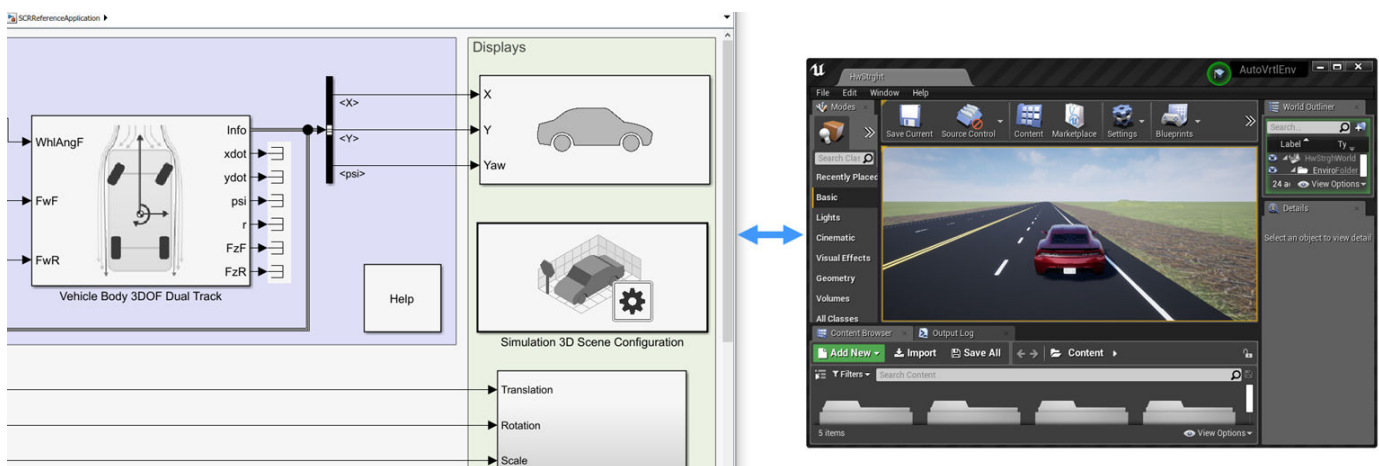 SCRReferenceApplication
WhlAngF
FwF
FwR
Info
xdot
ydot
psi
r
FzF
FzR
Vehicle Body 3DOF Dual Track
<X>
<Y>
<psi>
Help
Displays
X
Y
Yaw
Simulation 3D Scene Configuration
Translation
Rotation
Scale
HwStrght
AutoVrtlEnv
File Edit Window Help
Modes
Save Current Source Control Content Marketplace Settings Blueprints
Search Clas
Recently Placed
Basic
Lights
Cinematic
Visual Effects
Geometry
Volumes
All Classes
World Outliner
Search...
Label Ty
HwStrghWorld
EnviroFolder
24 a View Options
Details
Select an object to view detail
Content Browser Output Log
Add New Import Save All Content
Filters Search Content
5 items View Options